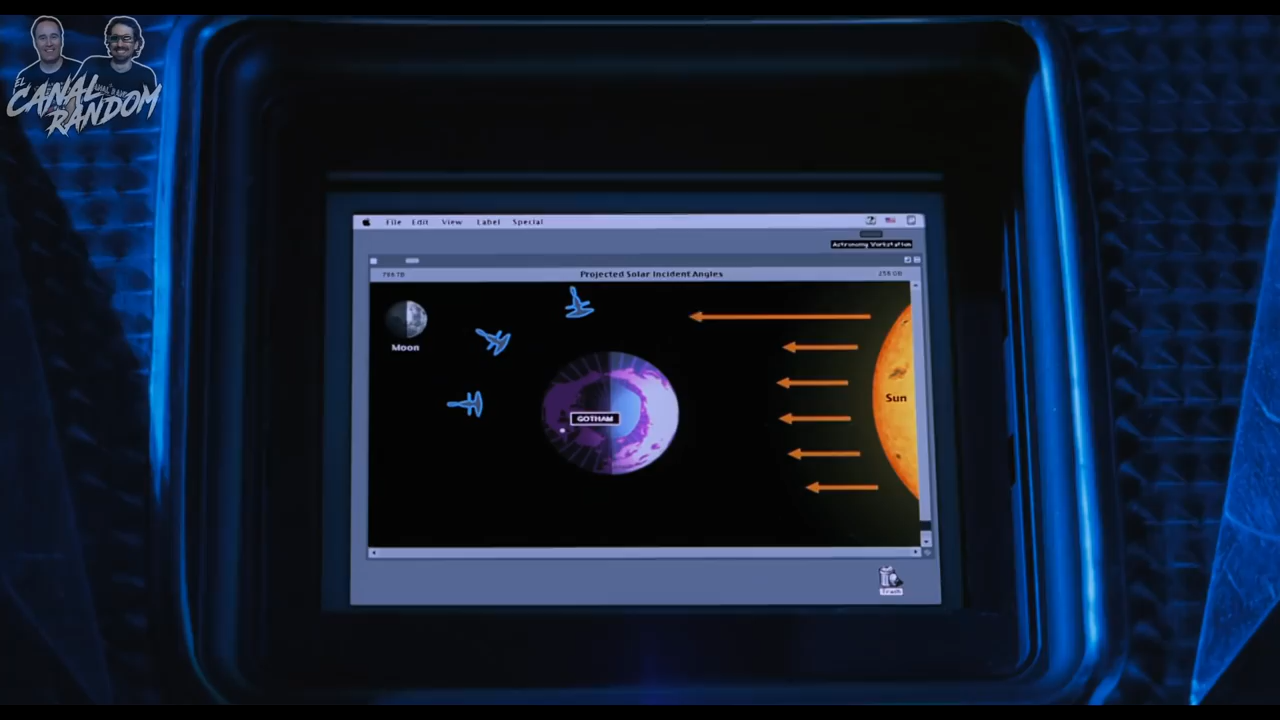 EL
CANAL
RANDOM
File Edit View Label Special
Astronomy Workstation
Projected Solar Incident Angles
Moon
Sun
GOTHAM
Trash